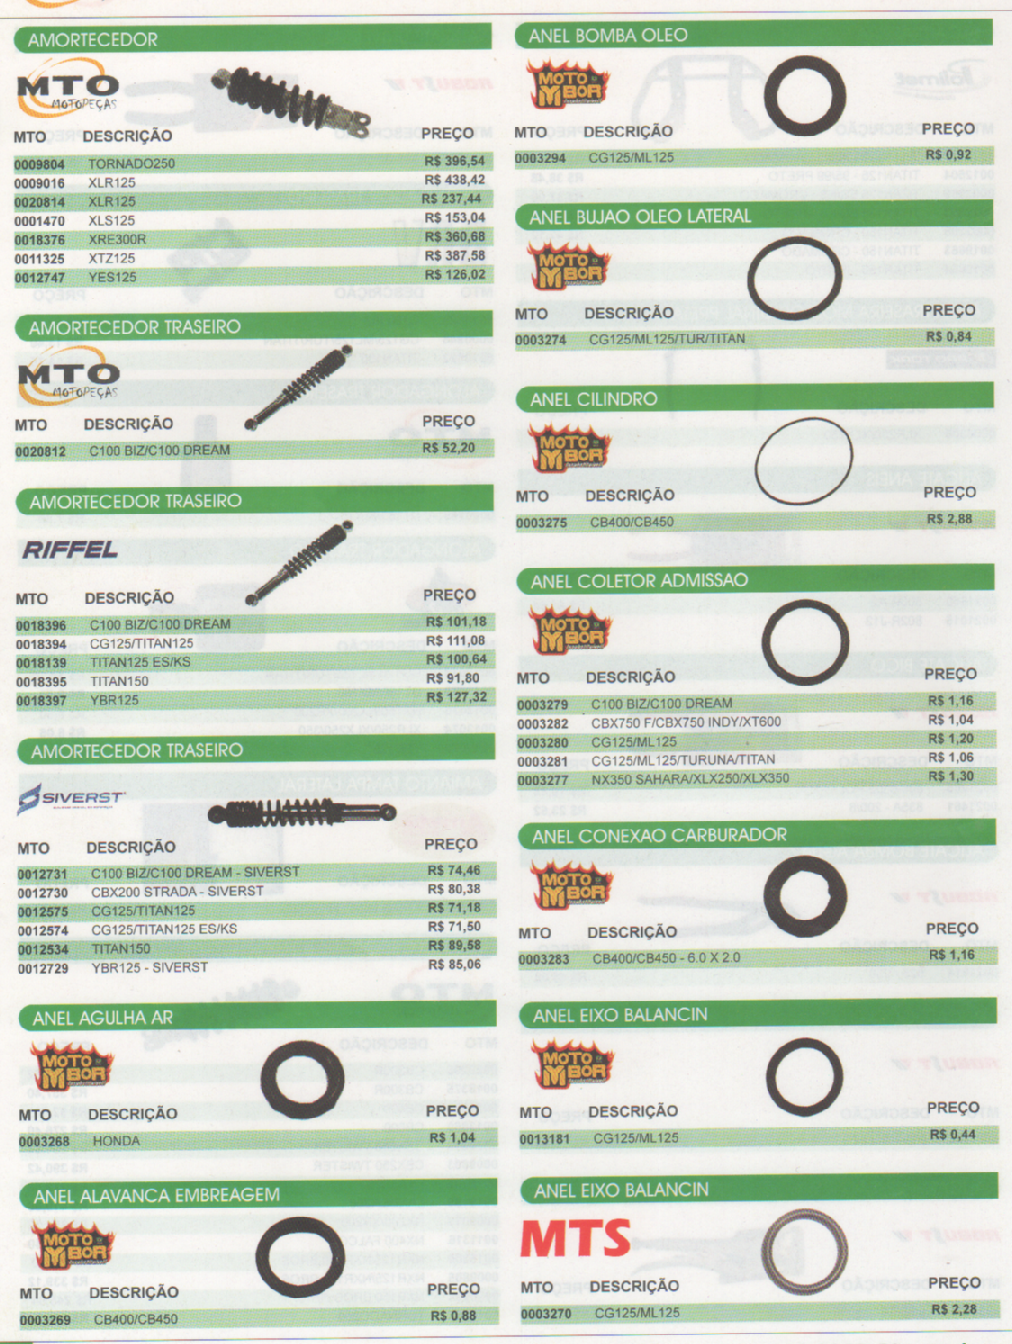 AMORTECEDOR
MTO
MOTOPEÇAS
MTO DESCRIÇÃO PREÇO
0009804 TORNADO250 R$ 396,54
0009016 XLR125 R$ 438,42
0020814 XLR125 R$ 237,44
0001470 XLS125 R$ 153,04
0018376 XRE300R R$ 360,68
0011325 XTZ125 R$ 387,58
0012747 YES125 R$ 126,02
AMORTECEDOR TRASEIRO
MTO
MOTOPEÇAS
MTO DESCRIÇÃO PREÇO
0020812 C100 BIZ/C100 DREAM R$ 52,20
AMORTECEDOR TRASEIRO
RIFFEL
MTO DESCRIÇÃO PREÇO
0018396 C100 BIZ/C100 DREAM R$ 101,18
0018394 CG125/TITAN125 R$ 111,08
0018139 TITAN125 ES/KS R$ 100,64
0018395 TITAN150 R$ 91,80
0018397 YBR125 R$ 127,32
AMORTECEDOR TRASEIRO
SIVERST
MTO DESCRIÇÃO PREÇO
0012731 C100 BIZ/C100 DREAM - SIVERST R$ 74,46
0012730 CBX200 STRADA - SIVERST R$ 80,38
0012575 CG125/TITAN125 R$ 71,18
0012574 CG125/TITAN125 ES/KS R$ 71,50
0012534 TITAN150 R$ 89,58
0012729 YBR125 - SIVERST R$ 85,06
ANEL AGULHA AR
MOTO
BOR
MTO DESCRIÇÃO PREÇO
0003268 HONDA R$ 1,04
ANEL ALAVANCA EMBREAGEM
MOTO
BOR
MTO DESCRIÇÃO PREÇO
0003269 CB400/CB450 R$ 0,88
ANEL BOMBA OLEO
MOTO
BOR
MTO DESCRIÇÃO PREÇO
0003294 CG125/ML125 R$ 0,92
ANEL BUJAO OLEO LATERAL
MOTO
BOR
MTO DESCRIÇÃO PREÇO
0003274 CG125/ML125/TUR/TITAN R$ 0,84
ANEL CILINDRO
MOTO
BOR
MTO DESCRIÇÃO PREÇO
0003275 CB400/CB450 R$ 2,88
ANEL COLETOR ADMISSAO
MOTO
BOR
MTO DESCRIÇÃO PREÇO
0003279 C100 BIZ/C100 DREAM R$ 1,16
0003282 CBX750 F/CBX750 INDY/XT600 R$ 1,04
0003280 CG125/ML125 R$ 1,20
0003281 CG125/ML125/TURUNA/TITAN R$ 1,06
0003277 NX350 SAHARA/XLX250/XLX350 R$ 1,30
ANEL CONEXAO CARBURADOR
MOTO
BOR
MTO DESCRIÇÃO PREÇO
0003283 CB400/CB450 - 6.0 X 2.0 R$ 1,16
ANEL EIXO BALANCIN
MOTO
BOR
MTO DESCRIÇÃO PREÇO
0013181 CG125/ML125 R$ 0,44
ANEL EIXO BALANCIN
MTS
MTO DESCRIÇÃO PREÇO
0003270 CG125/ML125 R$ 2,28